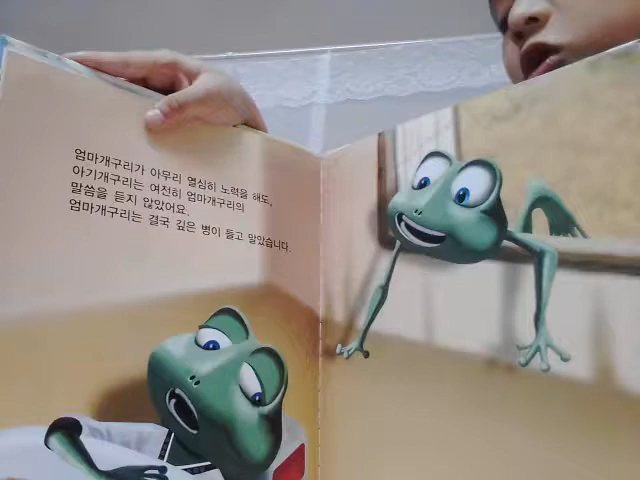 엄마개구리가 아무리 열심히 노력을 해도,
아기개구리는 여전히 엄마개구리의
말씀을 듣지 않았어요.
엄마개구리는 결국 깊은 병이 들고 말았습니다.